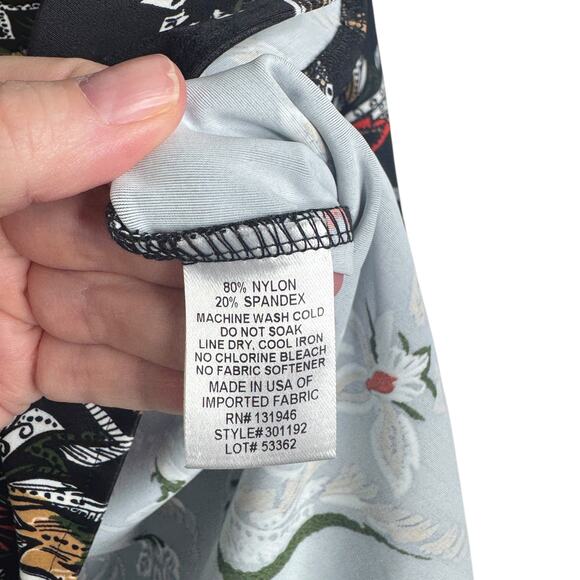 80% NYLON
20% SPANDEX
MACHINE WASH COLD
DO NOT SOAK
LINE DRY, COOL IRON
NO CHLORINE BLEACH
NO FABRIC SOFTENER
MADE IN USA OF
IMPORTED FABRIC
RN# 131946
STYLE#301192
LOT# 53362